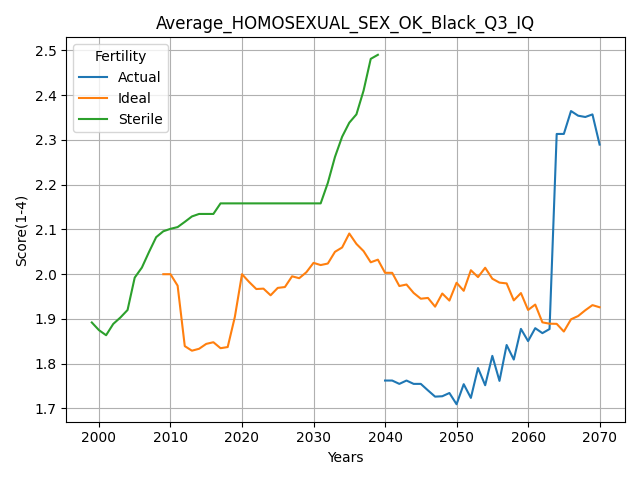 Average_HOMOSEXUAL_SEX_OK_Black_Q3_IQ
Fertility
Actual
Ideal
Sterile
Score(1-4)
2.5
2.4
2.3
2.2
2.1
2.0
1.9
1.8
1.7
2000 2010 2020 2030 2040 2050 2060 2070
Years